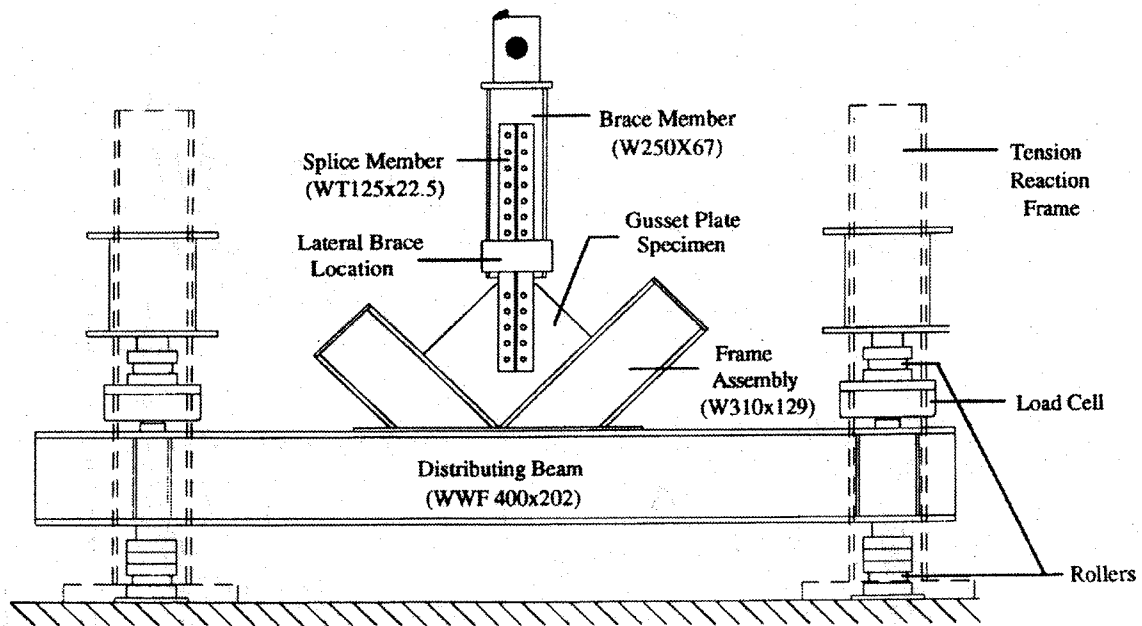 Brace Member
(W250X67)
Splice Member
(WT125x22.5)
Tension
Reaction
Frame
Gusset Plate
Specimen
Lateral Brace
Location
Frame
Assembly
(W310x129)
Load Cell
Distributing Beam
(WWF 400x202)
Rollers